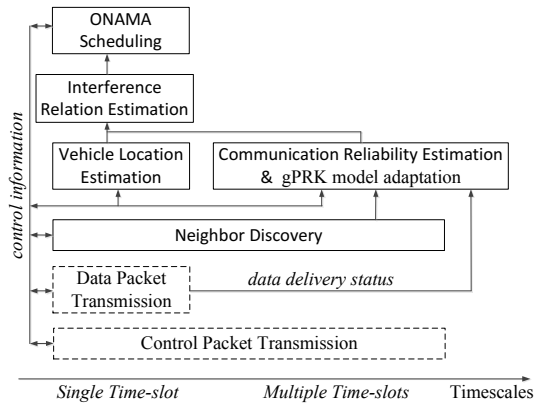 ONAMA
Scheduling
Interference
Relation Estimation
Vehicle Location
Estimation
Communication Reliability Estimation
& gPRK model adaptation
control information
Neighbor Discovery
Data Packet
Transmission
data delivery status
Control Packet Transmission
Single Time-slot
Multiple Time-slots
Timescales